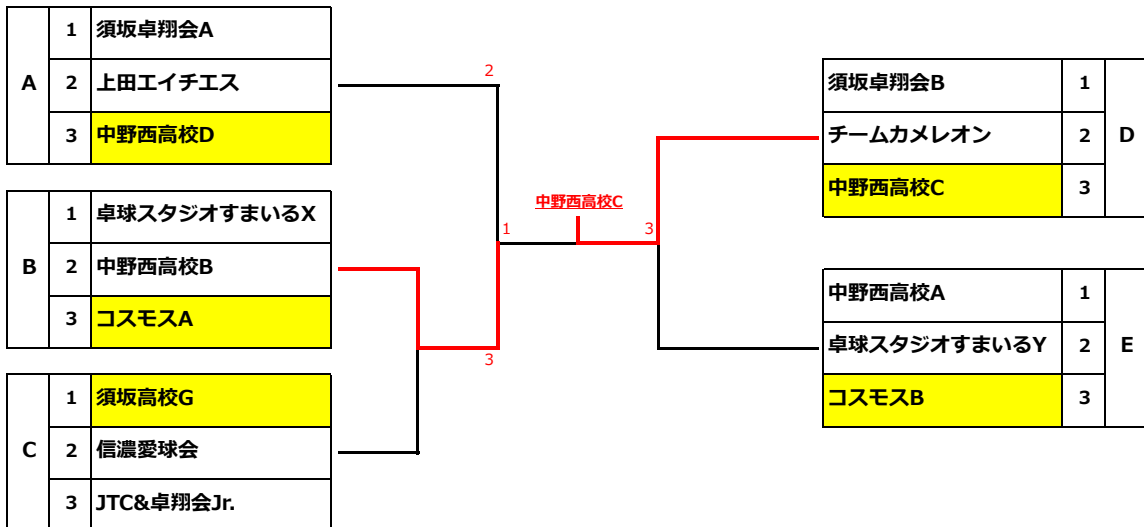 A
1 須坂卓翔会A
2 上田エイチエス
3 中野西高校D
B
1 卓球スタジオすまいるX
2 中野西高校B
3 コスモスA
C
1 須坂高校G
2 信濃愛球会
3 JTC&卓翔会Jr.
2
1
3
中野西高校C
3
須坂卓翔会B 1
チームカメレオン 2
中野西高校C 3
D
中野西高校A 1
卓球スタジオすまいるY 2
コスモスB 3
E